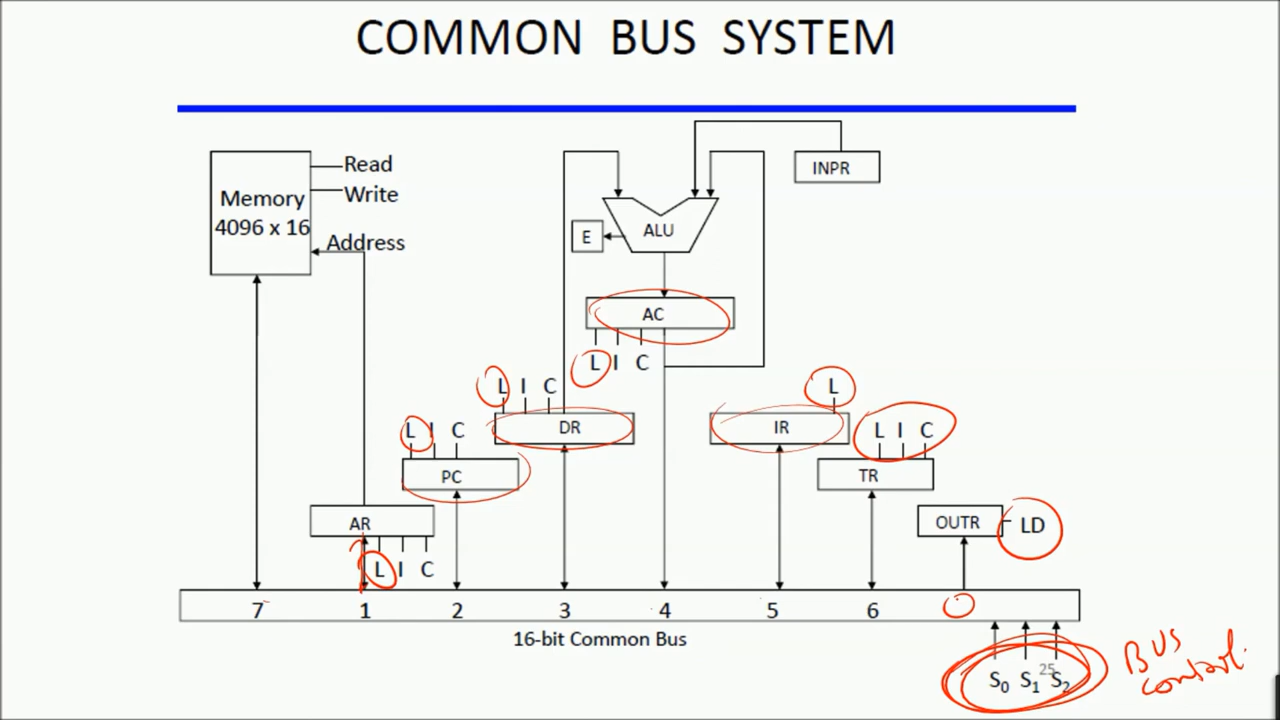 COMMON BUS SYSTEM
Memory
4096 x 16
Read
Write
Address
INPR
ALU
E
AC
L I C
L I C
DR
L
IR
L I C
PC
L I C
TR
AR
L I C
OUTR
LD
7 1 2 3 4 5 6
16-bit Common Bus
S0 S1 S2
25
BUS
control.